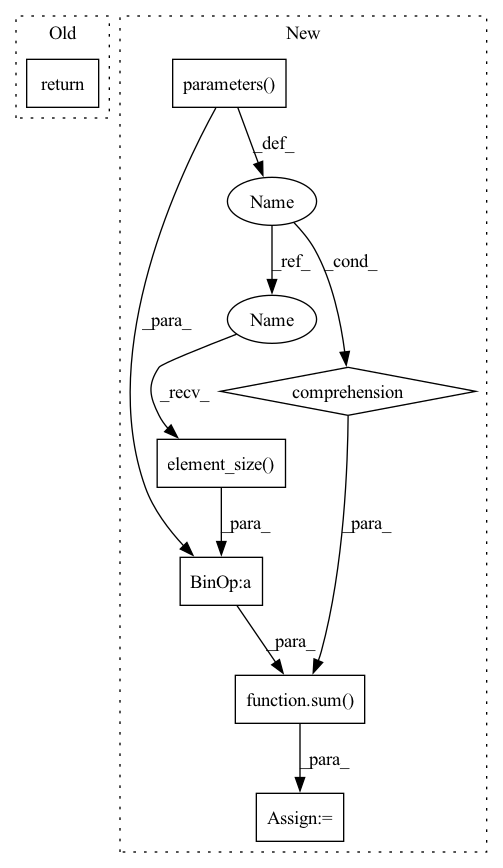 Old
New
return
parameters()
_def_
Name
_ref_
_cond_
_para_
Name
_recv_
comprehension
element_size()
_para_
_para_
BinOp:a
_para_
function.sum()
_para_
Assign:=